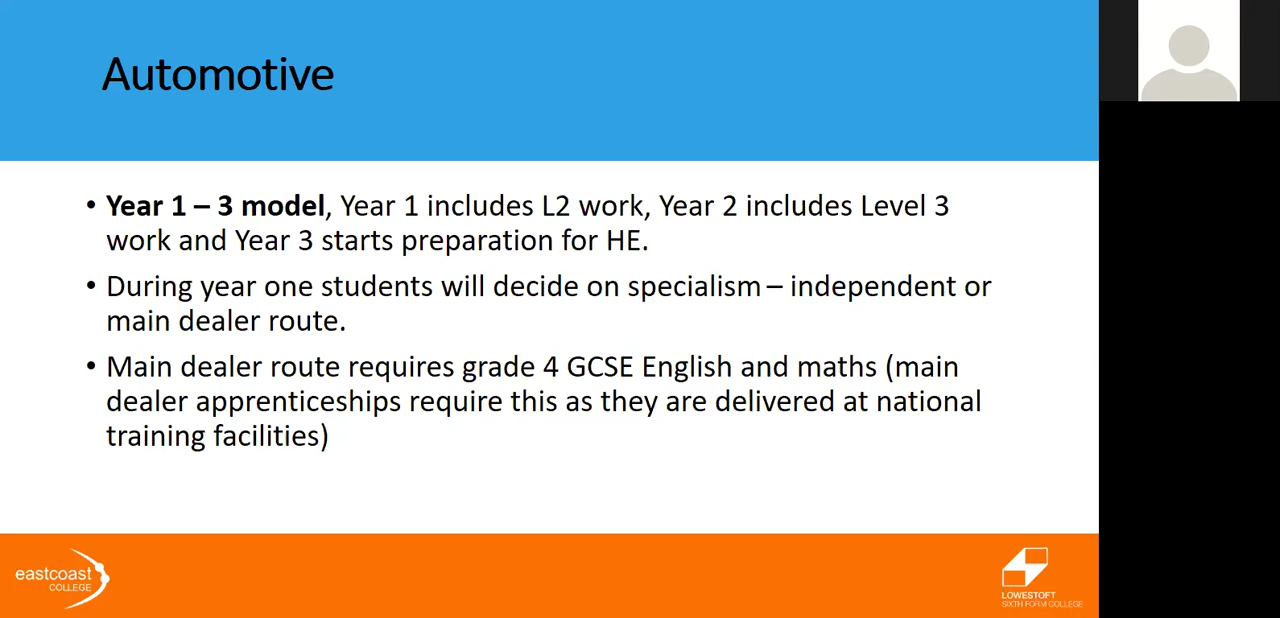 Automotive
• Year 1 – 3 model, Year 1 includes L2 work, Year 2 includes Level 3
work and Year 3 starts preparation for HE.
• During year one students will decide on specialism – independent or
main dealer route.
• Main dealer route requires grade 4 GCSE English and maths (main
dealer apprenticeships require this as they are delivered at national
training facilities)
eastcoast
COLLEGE
LOWESTOFT
SIXTH FORM COLLEGE